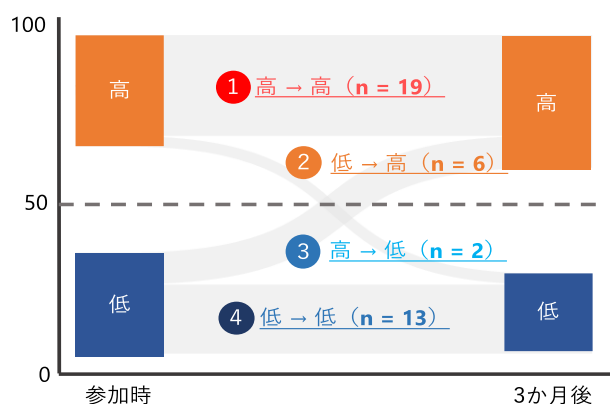 100
高
① 高 → 高（n = 19）
高
② 低 → 高（n = 6）
50
③ 高 → 低（n = 2）
低
④ 低 → 低（n = 13）
低
0
参加時
3か月後